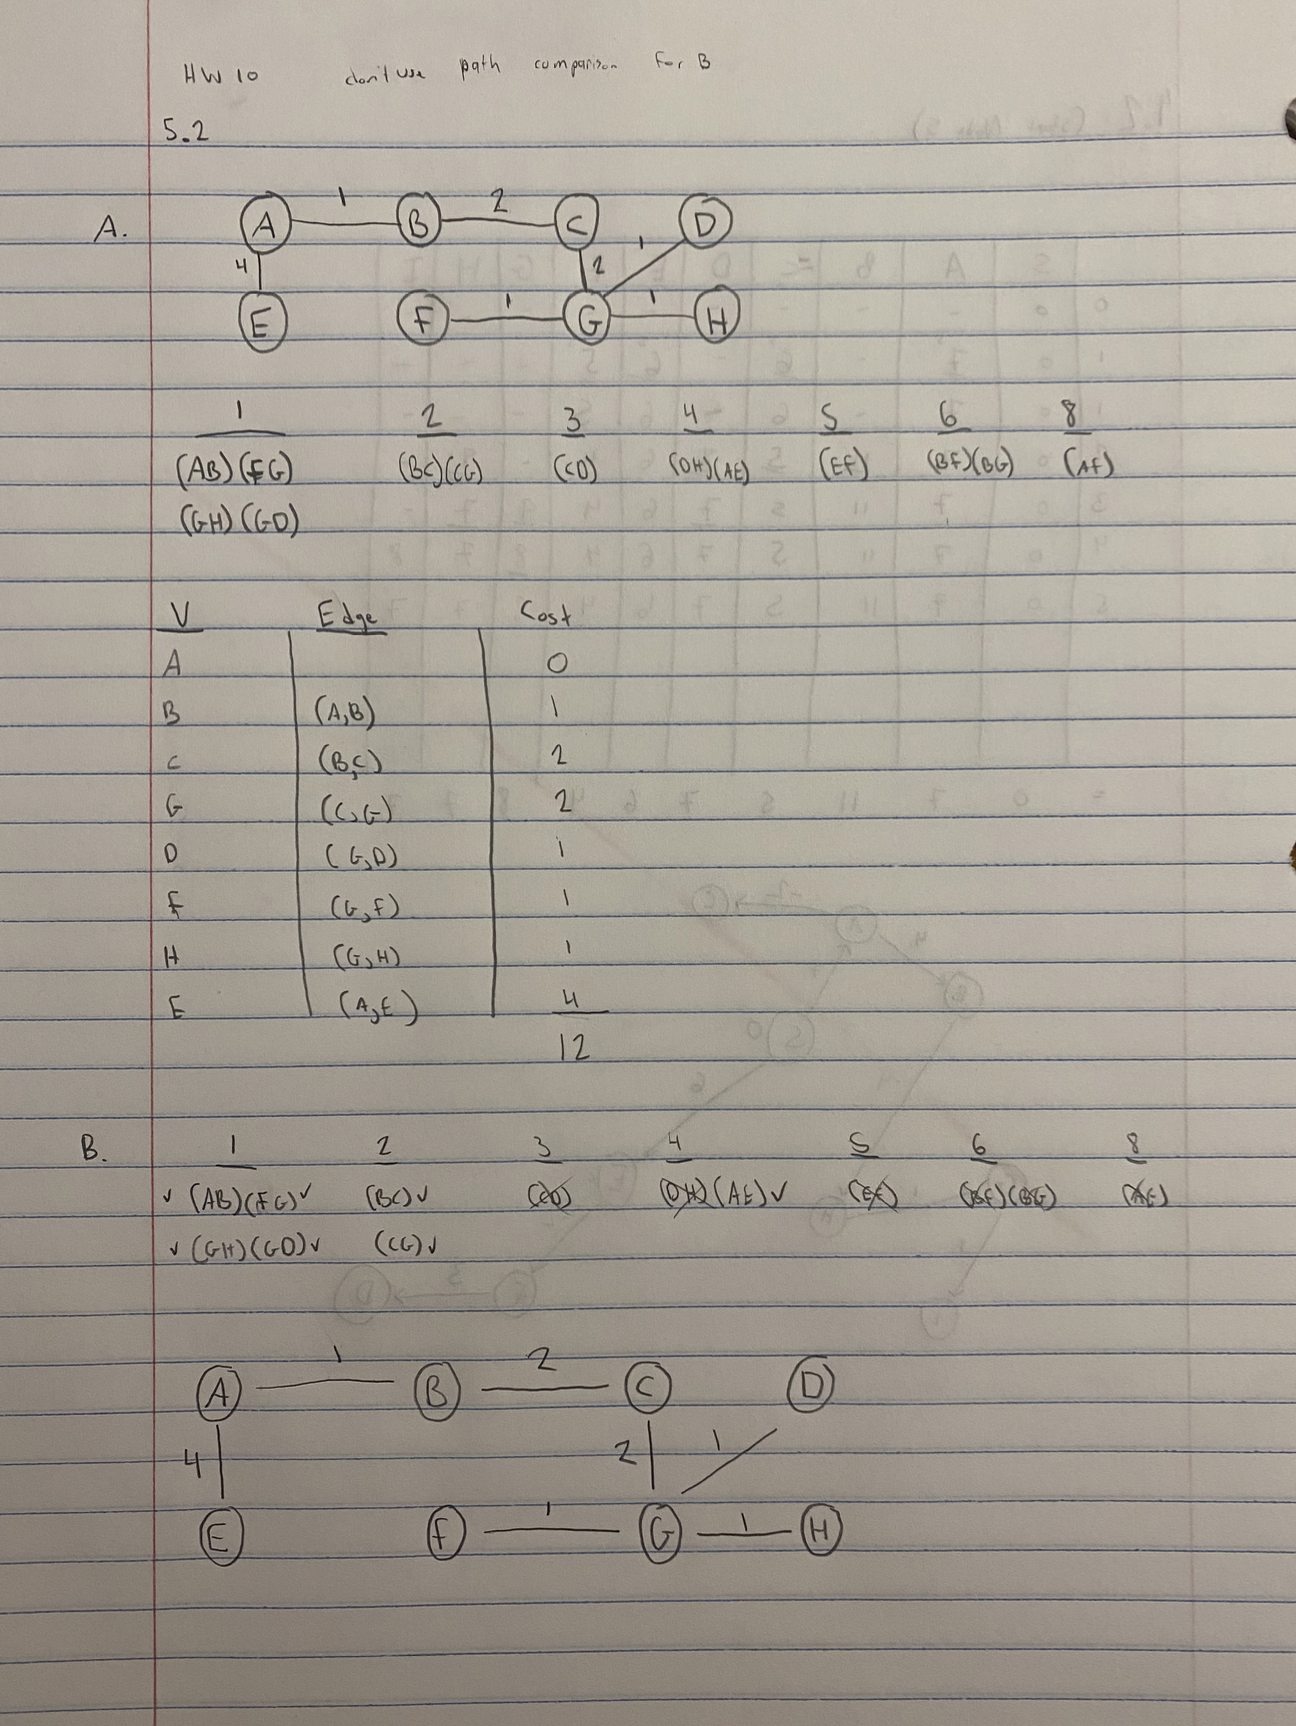 HW 10 don't use path comparison for B
5.2
A.
1 2
A B C D
4 2 1
1 1
E F G H
1 2 3 4 5 6 8
(AB)(FG) (BC)(CG) (CD) (DH)(AE) (EF) (BF)(BG) (AF)
(GH)(GD)
V Edge Cost
A 0
B (A,B) 1
C (B,C) 2
G (C,G) 2
D (G,D) 1
F (G,F) 1
H (G,H) 1
E (A,E) 4
12
B. 1 2 3 4 5 6 8
✓ (AB)(FG)✓ (BC)✓ (CD) (DH)(AE)✓ (EF) (BF)(BG) (AF)
✓ (GH)(GD)✓ (CG)✓
1 2
A B C D
4 2 1
1 1
E F G H